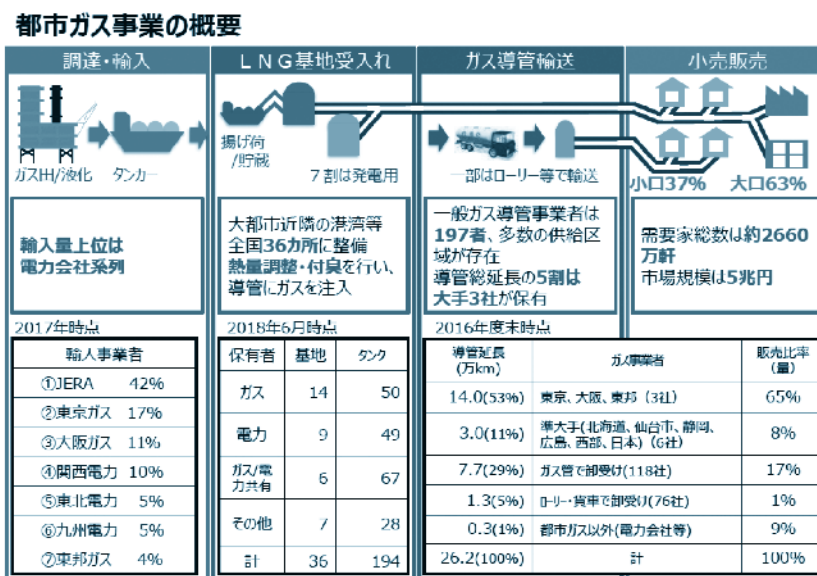 都市ガス事業の概要
調達・輸入
LNG基地受入れ
ガス導管輸送
小売販売
ガス田/液化
タンカー
揚げ荷
/貯蔵
7割は発電用
一部はローリー等で輸送
小口37%
大口63%
輸入量上位は
電力会社系列
大都市近隣の港湾等
全国36カ所に整備
熱量調整・付臭を行い、
導管にガスを注入
一般ガス導管事業者は
197者、多数の供給区
域が存在
導管総延長の5割は
大手3社が保有
需要家総数は約2660
万軒
市場規模は5兆円
2017年時点
輸入事業者
①JERA 42%
②東京ガス 17%
③大阪ガス 11%
④関西電力 10%
⑤東北電力 5%
⑥九州電力 5%
⑦東邦ガス 4%
2018年6月時点
保有者 基地 タンク
ガス 14 50
電力 9 49
ガス/電
力共有 6 67
その他 7 28
計 36 194
2016年度末時点
導管延長
(万km) ガス事業者 販売比率
(量)
14.0(53%) 東京、大阪、東邦(3社) 65%
3.0(11%) 準大手(北海道、仙台市、静岡、
広島、西部、日本)(6社) 8%
7.7(29%) ガス管で卸受け(118社) 17%
1.3(5%) ローリー・貨車で卸受け(76社) 1%
0.3(1%) 都市ガス以外(電力会社等) 9%
26.2(100%) 計 100%